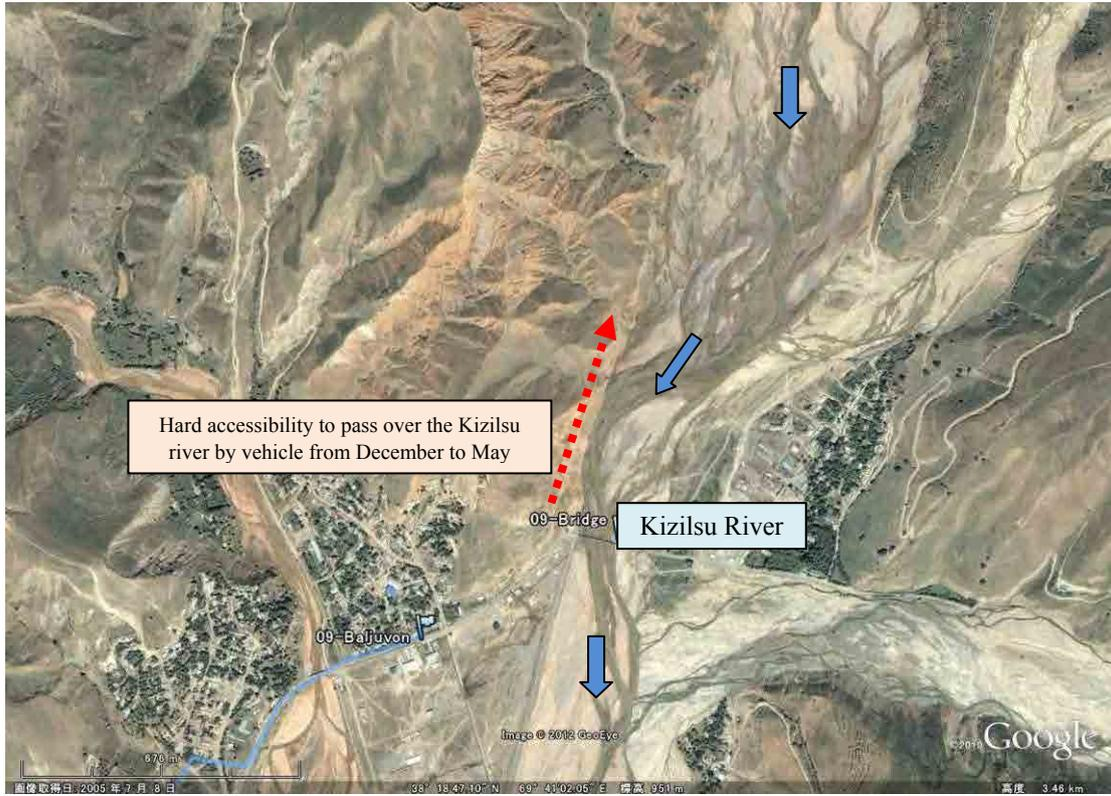 Hard accessibility to pass over the Kizilsu
river by vehicle from December to May
09-Bridge
Kizilsu River
09-Baljuvon
Image © 2012 GeoEye
©2010 Google
670 m
画像取得日: 2005 年 7 月 8 日
38° 18'47.10" N 69° 41'02.05" E 標高 951 m
高度 3.46 km